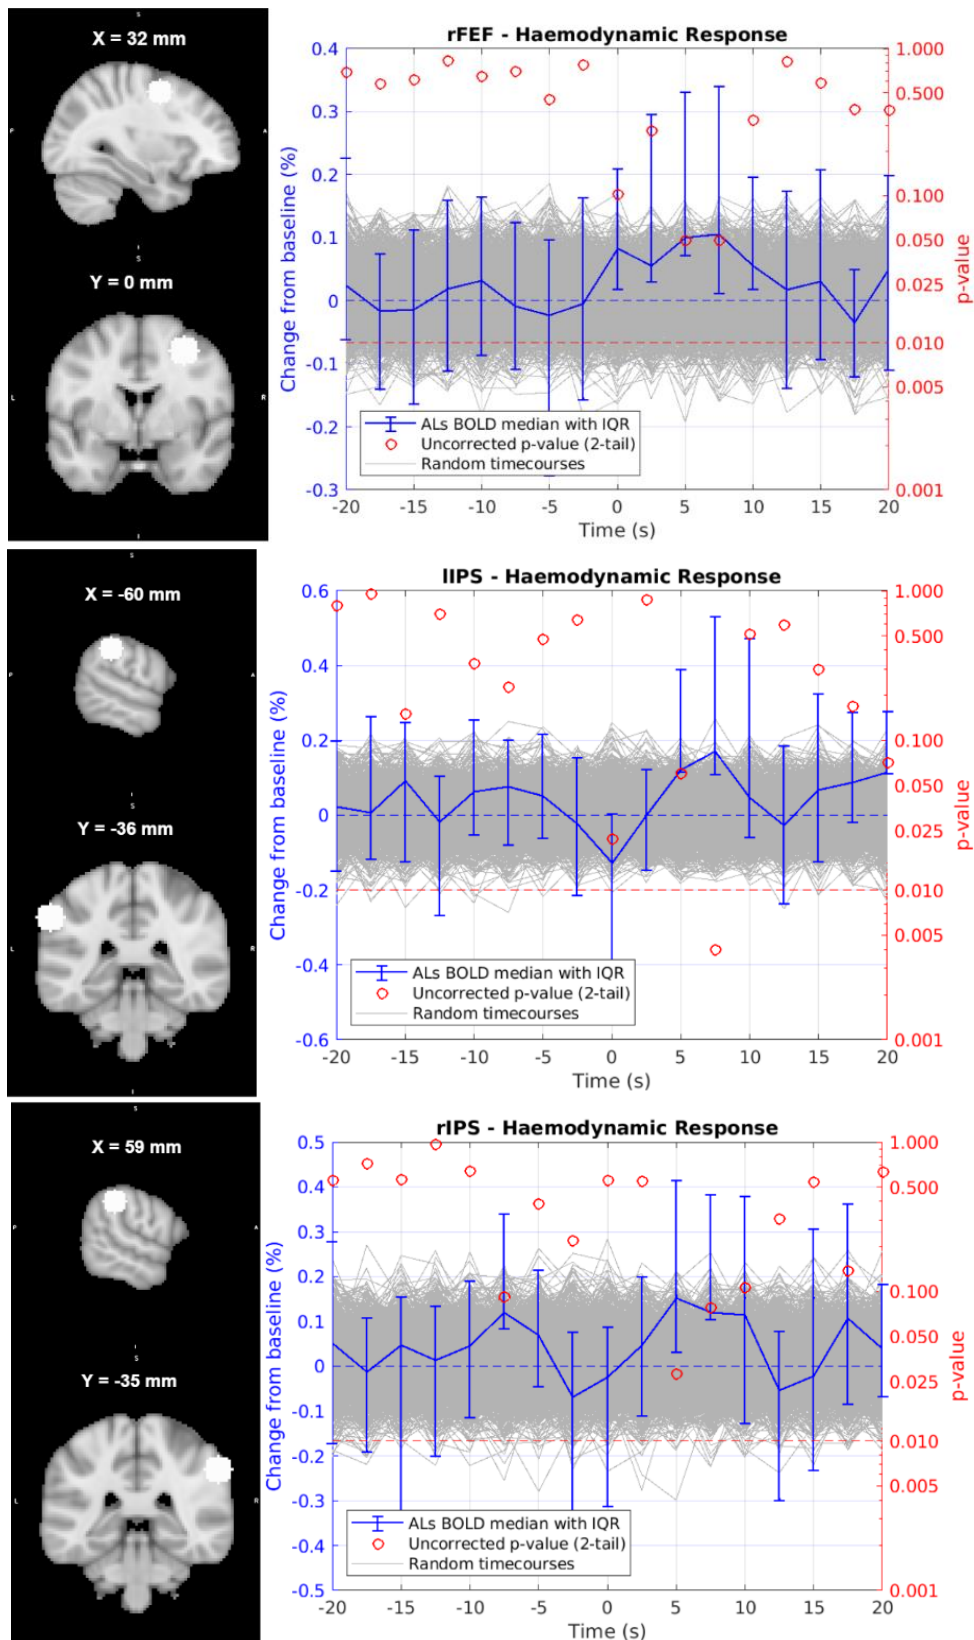 S
X = 32 mm
P
A
I
S
Y = 0 mm
L
R
I
rFEF - Haemodynamic Response
Change from baseline (%)
0.4
0.3
0.2
0.1
0
-0.1
-0.2
-0.3
1.000
0.500
0.100
0.050
0.025
0.010
0.005
0.001
p-value
ALs BOLD median with IQR
Uncorrected p-value (2-tail)
Random timecourses
-20 -15 -10 -5 0 5 10 15 20
Time (s)
S
X = -60 mm
P
A
I
S
Y = -36 mm
L
R
I
lIPS - Haemodynamic Response
Change from baseline (%)
0.6
0.4
0.2
0
-0.2
-0.4
-0.6
1.000
0.500
0.100
0.050
0.025
0.010
0.005
0.001
p-value
ALs BOLD median with IQR
Uncorrected p-value (2-tail)
Random timecourses
-20 -15 -10 -5 0 5 10 15 20
Time (s)
S
X = 59 mm
P
A
I
S
Y = -35 mm
L
R
I
rIPS - Haemodynamic Response
Change from baseline (%)
0.5
0.4
0.3
0.2
0.1
0
-0.1
-0.2
-0.3
-0.4
-0.5
1.000
0.500
0.100
0.050
0.025
0.010
0.005
0.001
p-value
ALs BOLD median with IQR
Uncorrected p-value (2-tail)
Random timecourses
-20 -15 -10 -5 0 5 10 15 20
Time (s)